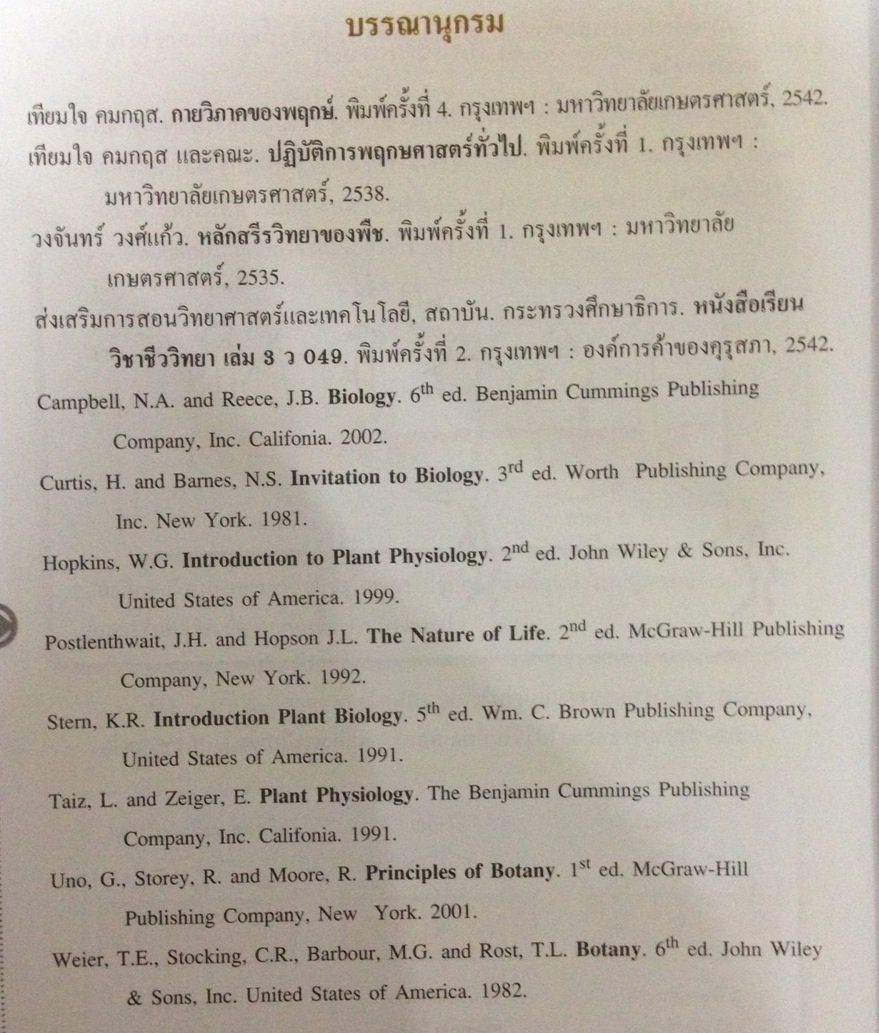 บรรณานุกรม
เทียมใจ คมกฤส. กายวิภาคของพฤกษ์. พิมพ์ครั้งที่ 4. กรุงเทพฯ : มหาวิทยาลัยเกษตรศาสตร์, 2542.
เทียมใจ คมกฤส และคณะ. ปฏิบัติการพฤกษศาสตร์ทั่วไป. พิมพ์ครั้งที่ 1. กรุงเทพฯ :
มหาวิทยาลัยเกษตรศาสตร์, 2538.
วงจันทร์ วงศ์แก้ว. หลักสรีรวิทยาของพืช. พิมพ์ครั้งที่ 1. กรุงเทพฯ : มหาวิทยาลัย
เกษตรศาสตร์, 2535.
ส่งเสริมการสอนวิทยาศาสตร์และเทคโนโลยี, สถาบัน. กระทรวงศึกษาธิการ. หนังสือเรียน
วิชาชีววิทยา เล่ม 3 ว 049. พิมพ์ครั้งที่ 2. กรุงเทพฯ : องค์การค้าของคุรุสภา, 2542.
Campbell, N.A. and Reece, J.B. Biology. 6th ed. Benjamin Cummings Publishing
Company, Inc. Califonia. 2002.
Curtis, H. and Barnes, N.S. Invitation to Biology. 3rd ed. Worth Publishing Company,
Inc. New York. 1981.
Hopkins, W.G. Introduction to Plant Physiology. 2nd ed. John Wiley & Sons, Inc.
United States of America. 1999.
Postlenthwait, J.H. and Hopson J.L. The Nature of Life. 2nd ed. McGraw-Hill Publishing
Company, New York. 1992.
Stern, K.R. Introduction Plant Biology. 5th ed. Wm. C. Brown Publishing Company,
United States of America. 1991.
Taiz, L. and Zeiger, E. Plant Physiology. The Benjamin Cummings Publishing
Company, Inc. Califonia. 1991.
Uno, G., Storey, R. and Moore, R. Principles of Botany. 1st ed. McGraw-Hill
Publishing Company, New York. 2001.
Weier, T.E., Stocking, C.R., Barbour, M.G. and Rost, T.L. Botany. 6th ed. John Wiley
& Sons, Inc. United States of America. 1982.